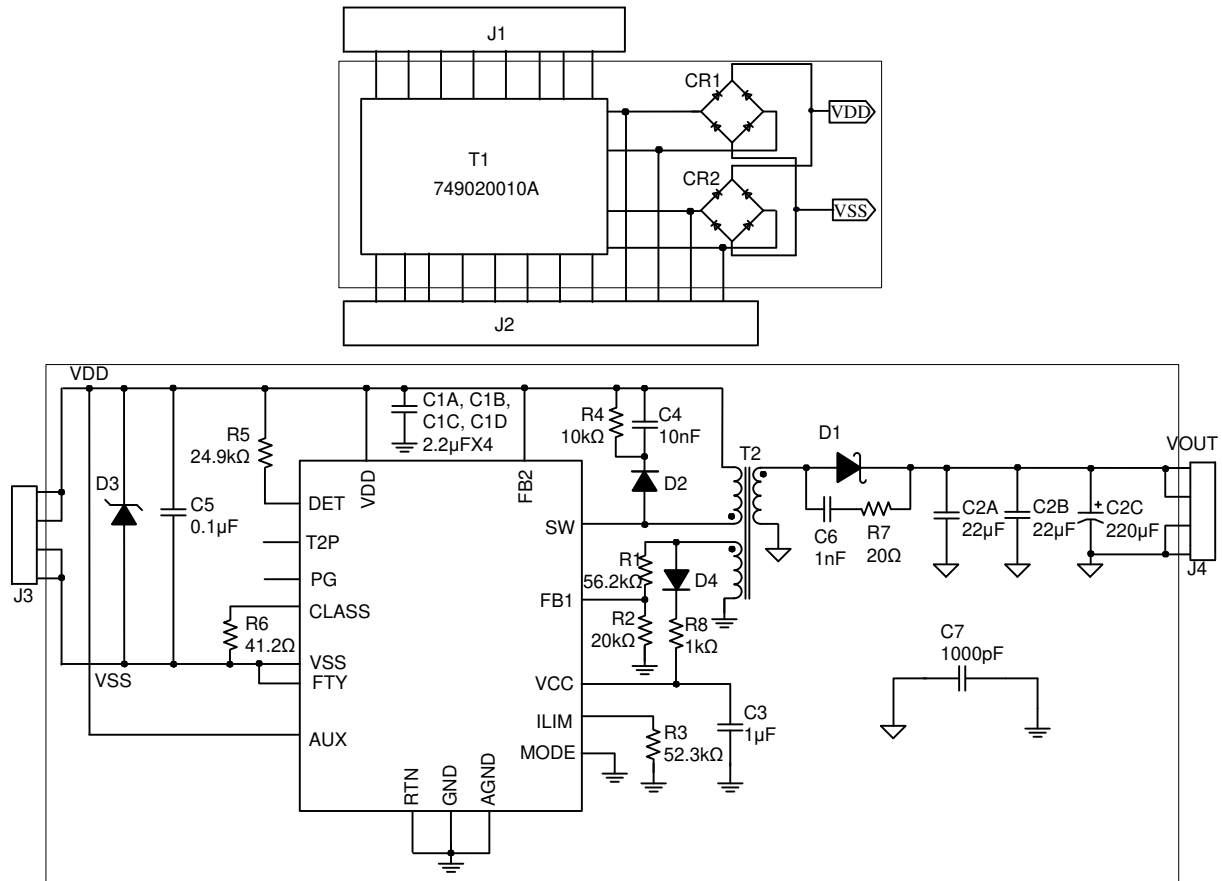 J1
CR1
VDD
T1
749020010A
CR2
VSS
J2
VDD
C1A, C1B,
C1C, C1D
2.2µFX4
R4
10kΩ
C4
10nF
R5
24.9kΩ
D1
VOUT
T2
D3
C5
0.1µF
VDD
FB2
D2
DET
SW
C6
1nF
R7
20Ω
C2A
22µF
C2B
22µF
+
C2C
220µF
J4
T2P
PG
R1
56.2kΩ
D4
J3
CLASS
FB1
R6
41.2Ω
R2
20kΩ
R8
1kΩ
C7
1000pF
VSS
VSS
FTY
VCC
C3
1µF
AUX
ILIM
R3
52.3kΩ
MODE
RTN
GND
AGND